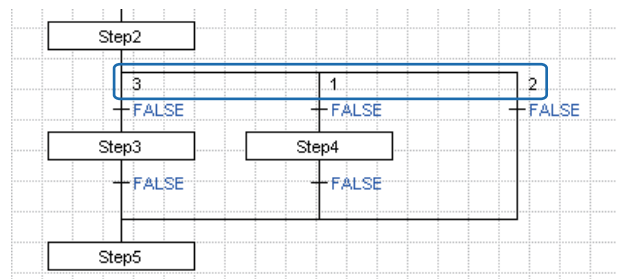 Step2
3 1 2
FALSE FALSE FALSE
Step3 Step4
FALSE FALSE
Step5